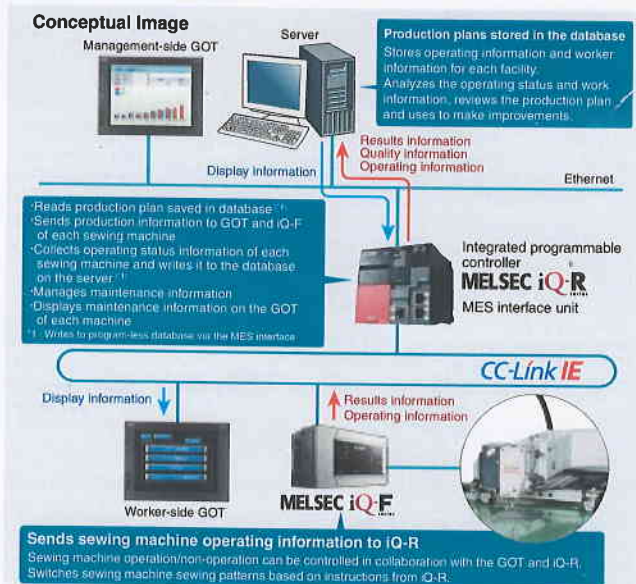 Conceptual Image
Management-side GOT
Server
Production plans stored in the database
Stores operating information and worker
information for each facility.
Analyzes the operating status and work
information, reviews the production plan
and uses to make improvements.
Results information
Quality information
Operating information
Display information
Ethernet
・Reads production plan saved in database *1
・Sends production information to GOT and iQ-F
of each sewing machine
・Collects operating status information of each
sewing machine and writes it to the database
on the server *1
・Manages maintenance information
・Displays maintenance information on the GOT
of each machine
*1 : Writes to program-less database via the MES interface
Integrated programmable
controller
MELSEC iQ-R
series
MES interface unit
CC-Link IE
Display information
Results information
Operating information
Worker-side GOT
MELSEC iQ-F
series
Sends sewing machine operating information to iQ-R
Sewing machine operation/non-operation can be controlled in collaboration with the GOT and iQ-R.
Switches sewing machine sewing patterns based on instructions from iQ-R.